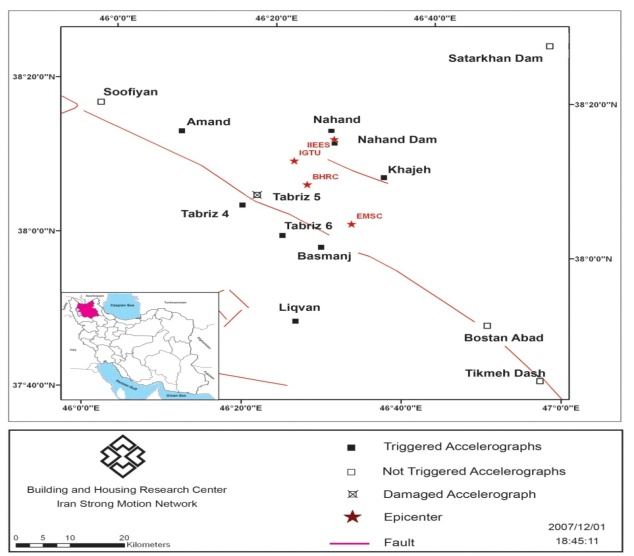 46°0'0"E 46°20'0"E 46°40'0"E
Satarkhan Dam
38°20'0"N
Soofiyan
38°20'0"N
Amand
Nahand
IIEES
Nahand Dam
IGTU
Khajeh
BHRC
Tabriz 5
Tabriz 4
EMSC
Tabriz 6
38°0'0"N
Basmanj
38°0'0"N
Liqvan
Caspian Sea
Bostan Abad
Tikmeh Dash
37°40'0"N
46°0'0"E 46°20'0"E 46°40'0"E 47°0'0"E
Triggered Accelerographs
Not Triggered Accelerographs
Damaged Accelerograph
Epicenter
Fault
Building and Housing Research Center
Iran Strong Motion Network
0 5 10 20
Kilometers
2007/12/01
18:45:11